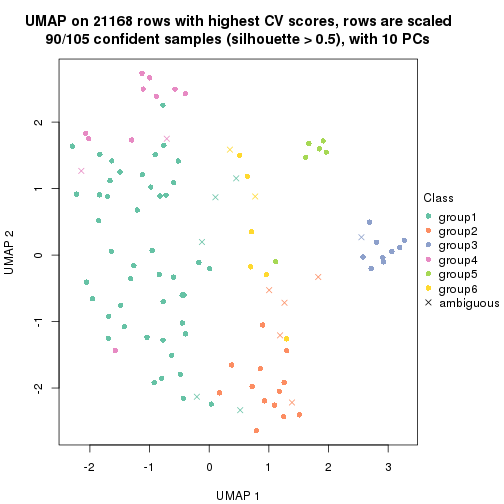 UMAP on 21168 rows with highest CV scores, rows are scaled
90/105 confident samples (silhouette > 0.5), with 10 PCs
UMAP 2
2
1
0
-1
-2
-2
-1
0
1
2
3
UMAP 1
Class
group1
group2
group3
group4
group5
group6
ambiguous